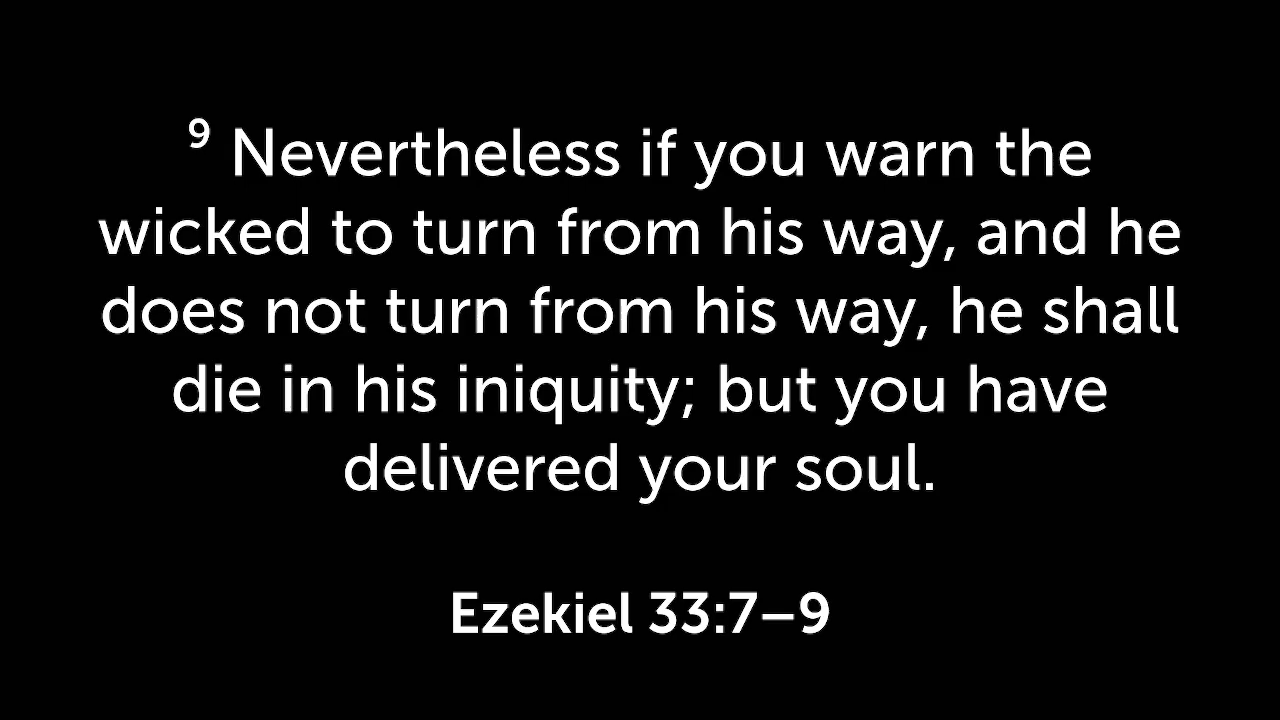 ⁹ Nevertheless if you warn the
wicked to turn from his way, and he
does not turn from his way, he shall
die in his iniquity; but you have
delivered your soul.
Ezekiel 33:7–9